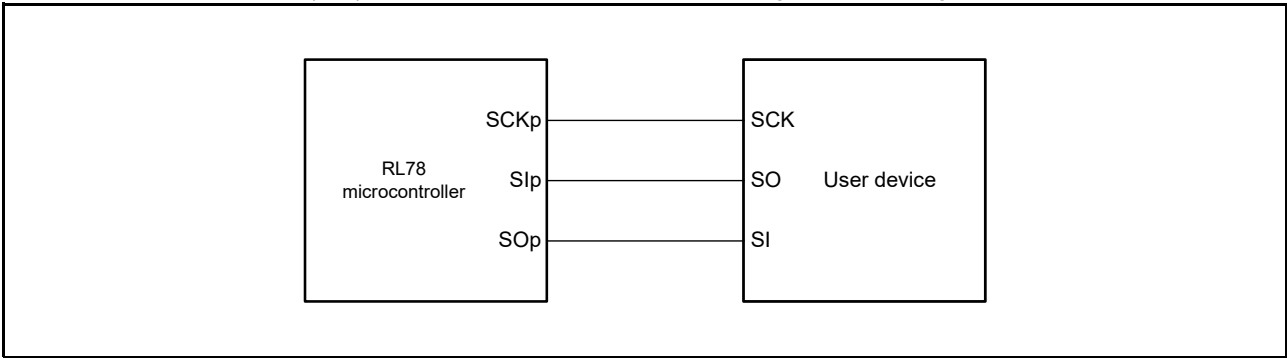 SCKp
SCK
RL78
microcontroller
SIp
SO
User device
SOp
SI